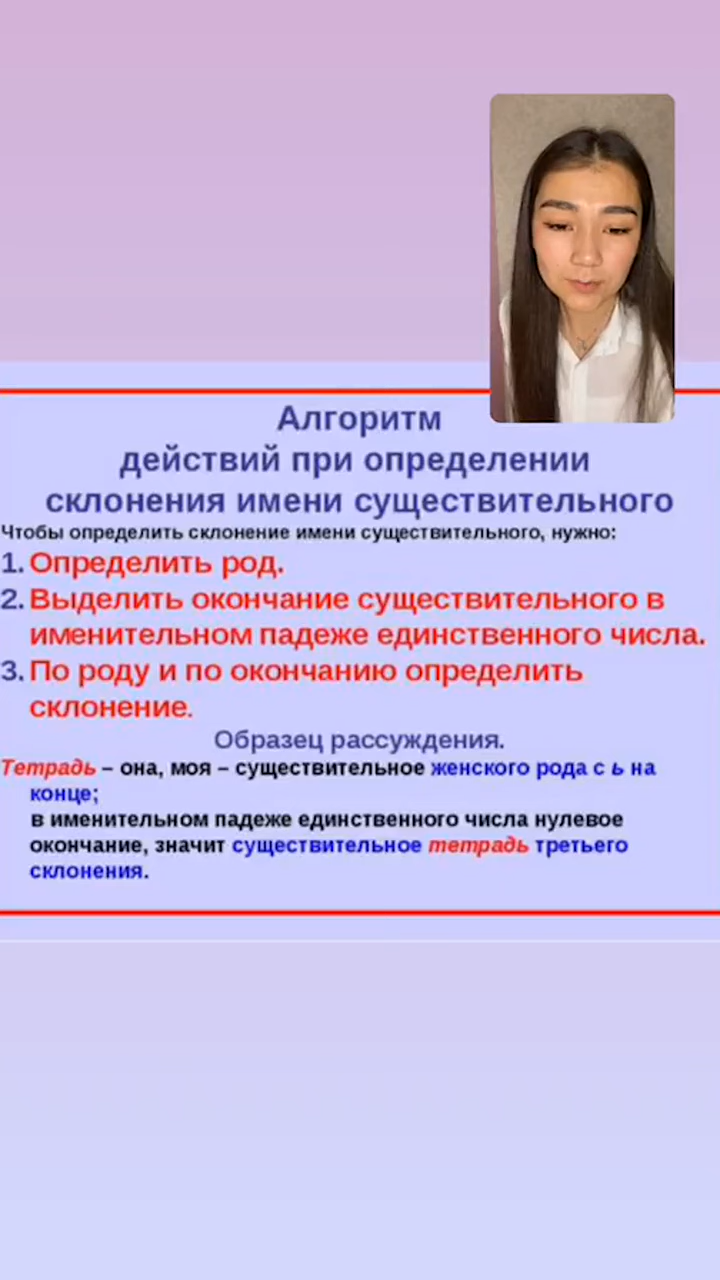 Алгоритм
действий при определении
склонения имени существительного
Чтобы определить склонение имени существительного, нужно:
1. Определить род.
2. Выделить окончание существительного в
именительном падеже единственного числа.
3. По роду и по окончанию определить
склонение.
Образец рассуждения.
Тетрадь – она, моя – существительное женского рода с ь на
конце;
в именительном падеже единственного числа нулевое
окончание, значит существительное тетрадь третьего
склонения.